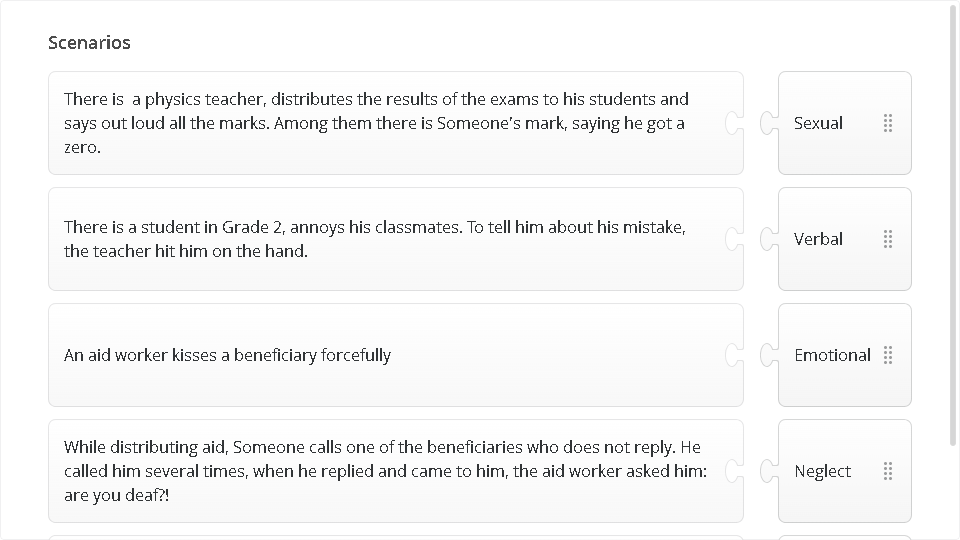 Scenarios
There is  a physics teacher, distributes the results of the exams to his students and
says out loud all the marks. Among them there is Someone’s mark, saying he got a
zero.
Sexual
There is a student in Grade 2, annoys his classmates. To tell him about his mistake,
the teacher hit him on the hand.
Verbal
An aid worker kisses a beneficiary forcefully
Emotional
While distributing aid, Someone calls one of the beneficiaries who does not reply. He
called him several times, when he replied and came to him, the aid worker asked him:
are you deaf?!
Neglect